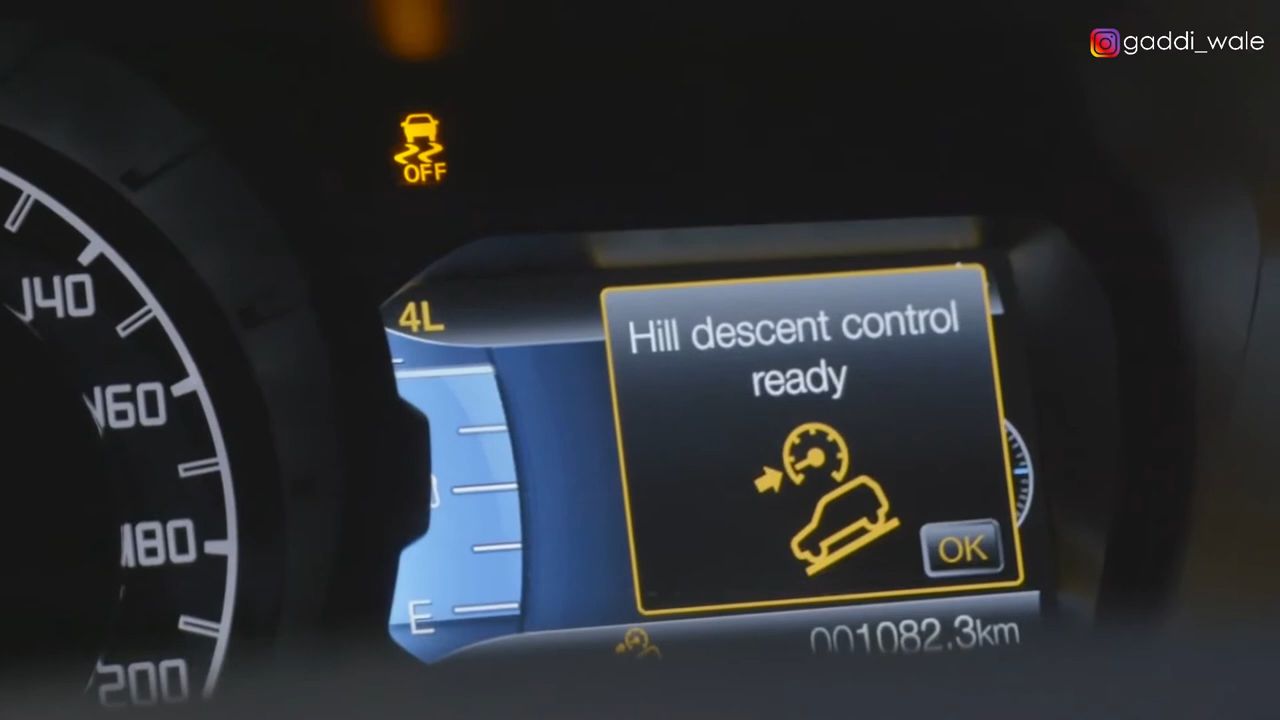 gaddi_wale
OFF
140
160
180
200
4L
Hill descent control
ready
OK
E
001082.3km